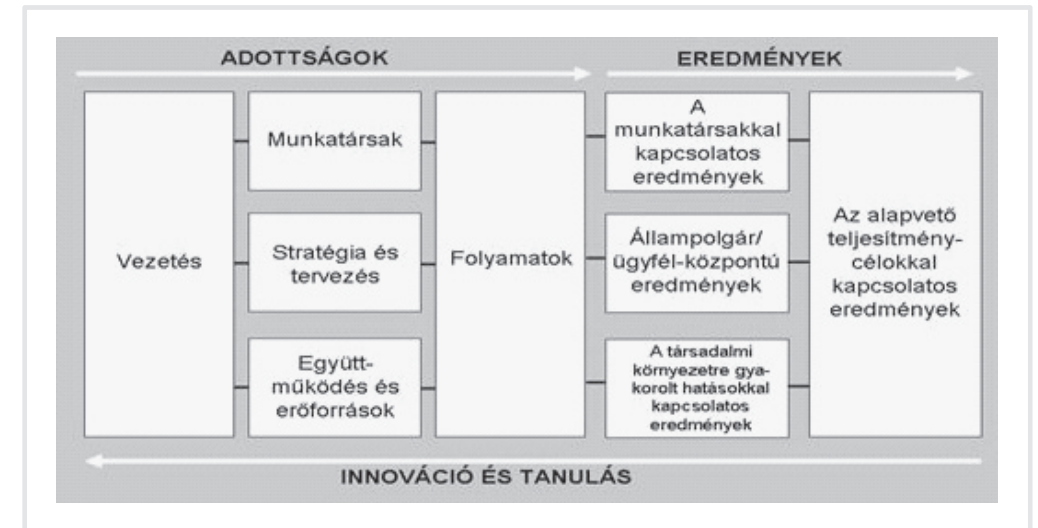 ADOTTSÁGOK
EREDMÉNYEK
Vezetés
Munkatársak
Stratégia és
tervezés
Együtt-
működés és
erőforrások
Folyamatok
A
munkatársakkal
kapcsolatos
eredmények
Állampolgár/
ügyfél-központú
eredmények
A társadalmi
környezetre gya-
korolt hatásokkal
kapcsolatos
eredmények
Az alapvető
teljesítmény-
célokkal
kapcsolatos
eredmények
INNOVÁCIÓ ÉS TANULÁS